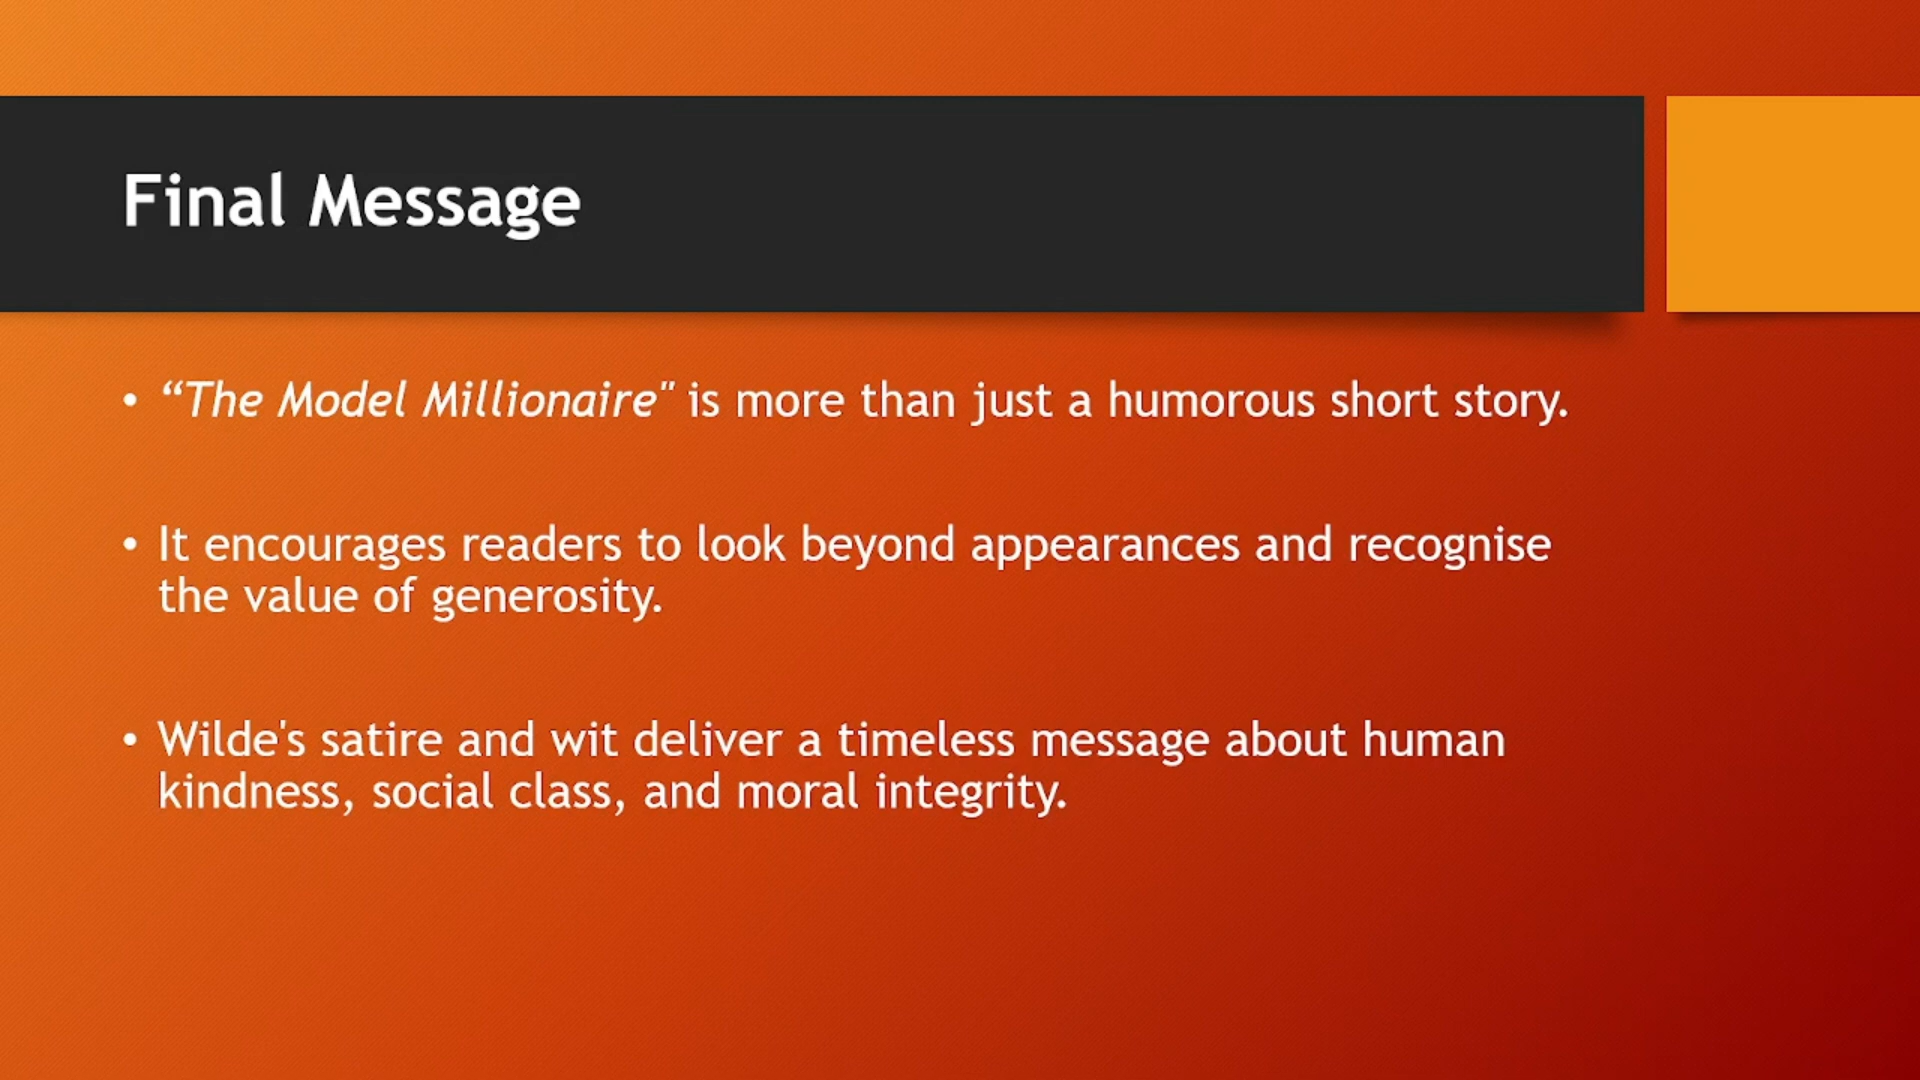 Final Message
• “The Model Millionaire" is more than just a humorous short story.
• It encourages readers to look beyond appearances and recognise
the value of generosity.
• Wilde's satire and wit deliver a timeless message about human
kindness, social class, and moral integrity.